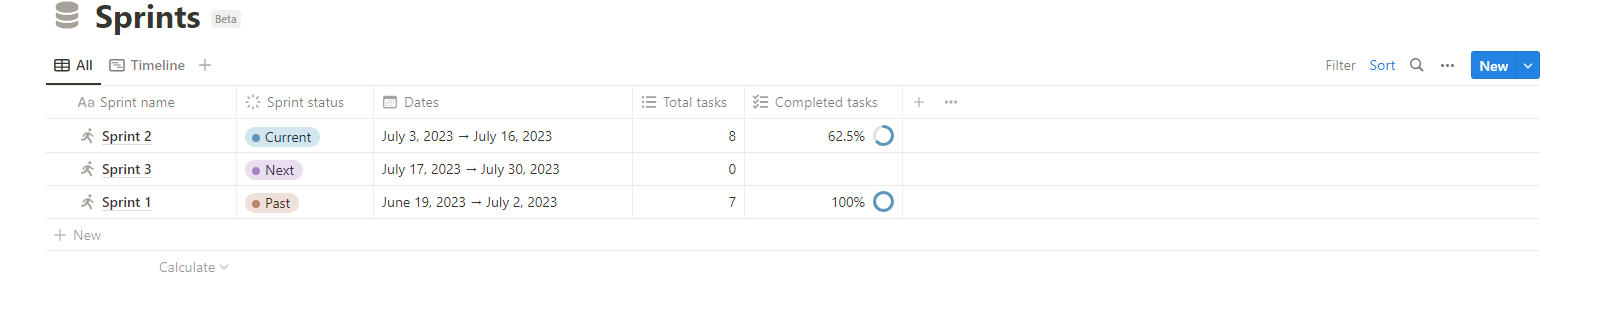 Sprints Beta
All Timeline Filter Sort New
Aa Sprint name Sprint status Dates Total tasks Completed tasks
Sprint 2 Current July 3, 2023 → July 16, 2023 8 62.5%
Sprint 3 Next July 17, 2023 → July 30, 2023 0
Sprint 1 Past June 19, 2023 → July 2, 2023 7 100%
New
Calculate